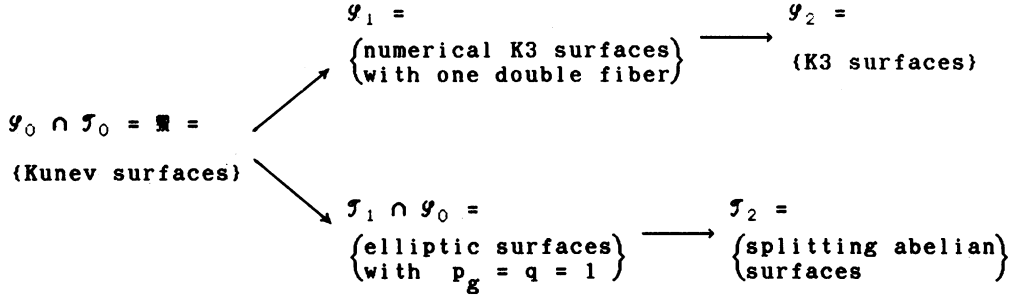 𝒮₁ =
{numerical K3 surfaces
with one double fiber}
𝒮₂ =
{K3 surfaces}
𝒮₀ ∩ 𝒯₀ = =
{Kunev surfaces}
𝒯₁ ∩ 𝒮₀ =
{elliptic surfaces
with p_g = q = 1}
𝒯₂ =
{splitting abelian
surfaces}